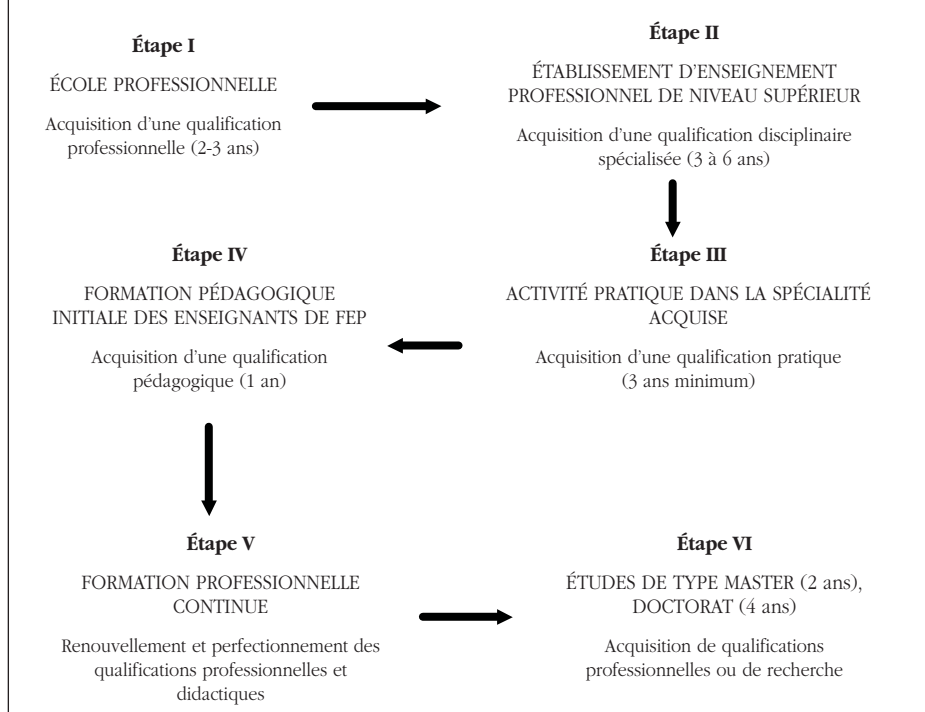 Étape I
ÉCOLE PROFESSIONNELLE
Acquisition d'une qualification
professionnelle (2-3 ans)
Étape II
ÉTABLISSEMENT D'ENSEIGNEMENT
PROFESSIONNEL DE NIVEAU SUPÉRIEUR
Acquisition d'une qualification disciplinaire
spécialisée (3 à 6 ans)
Étape III
ACTIVITÉ PRATIQUE DANS LA SPÉCIALITÉ
ACQUISE
Acquisition d'une qualification pratique
(3 ans minimum)
Étape IV
FORMATION PÉDAGOGIQUE
INITIALE DES ENSEIGNANTS DE FEP
Acquisition d'une qualification
pédagogique (1 an)
Étape V
FORMATION PROFESSIONNELLE
CONTINUE
Renouvellement et perfectionnement des
qualifications professionnelles et
didactiques
Étape VI
ÉTUDES DE TYPE MASTER (2 ans),
DOCTORAT (4 ans)
Acquisition de qualifications
professionnelles ou de recherche